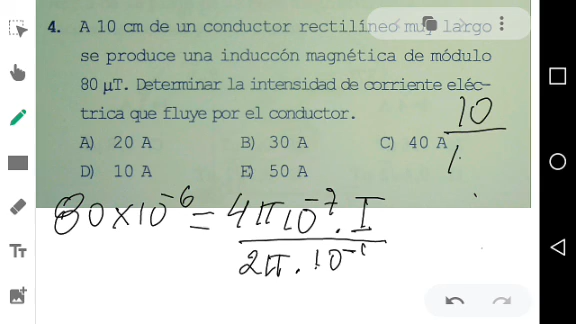 4. A 10 cm de un conductor rectilíneo muy largo
se produce una induccón magnética de módulo
80 μT. Determinar la intensidad de corriente eléc-
trica que fluye por el conductor.
A) 20 A B) 30 A C) 40 A
D) 10 A E) 50 A
10
1
80×10⁻⁶ = 4π10⁻⁷ . I
2π . 10⁻¹
Tt